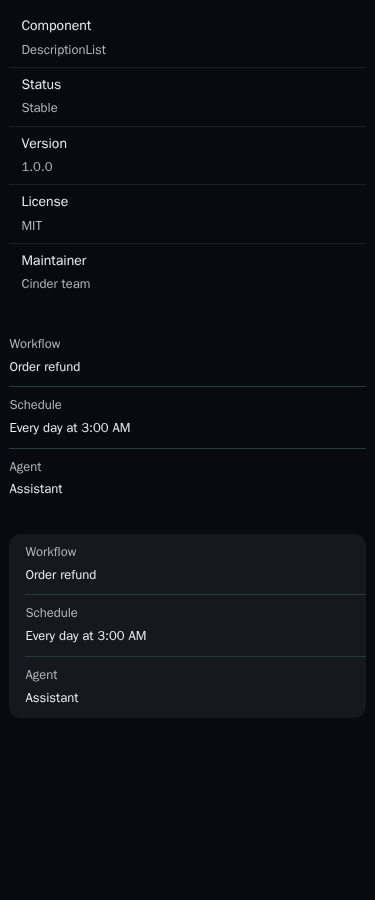 Component
DescriptionList
Status
Stable
Version
1.0.0
License
MIT
Maintainer
Cinder team
Workflow
Order refund
Schedule
Every day at 3:00 AM
Agent
Assistant
Workflow
Order refund
Schedule
Every day at 3:00 AM
Agent
Assistant